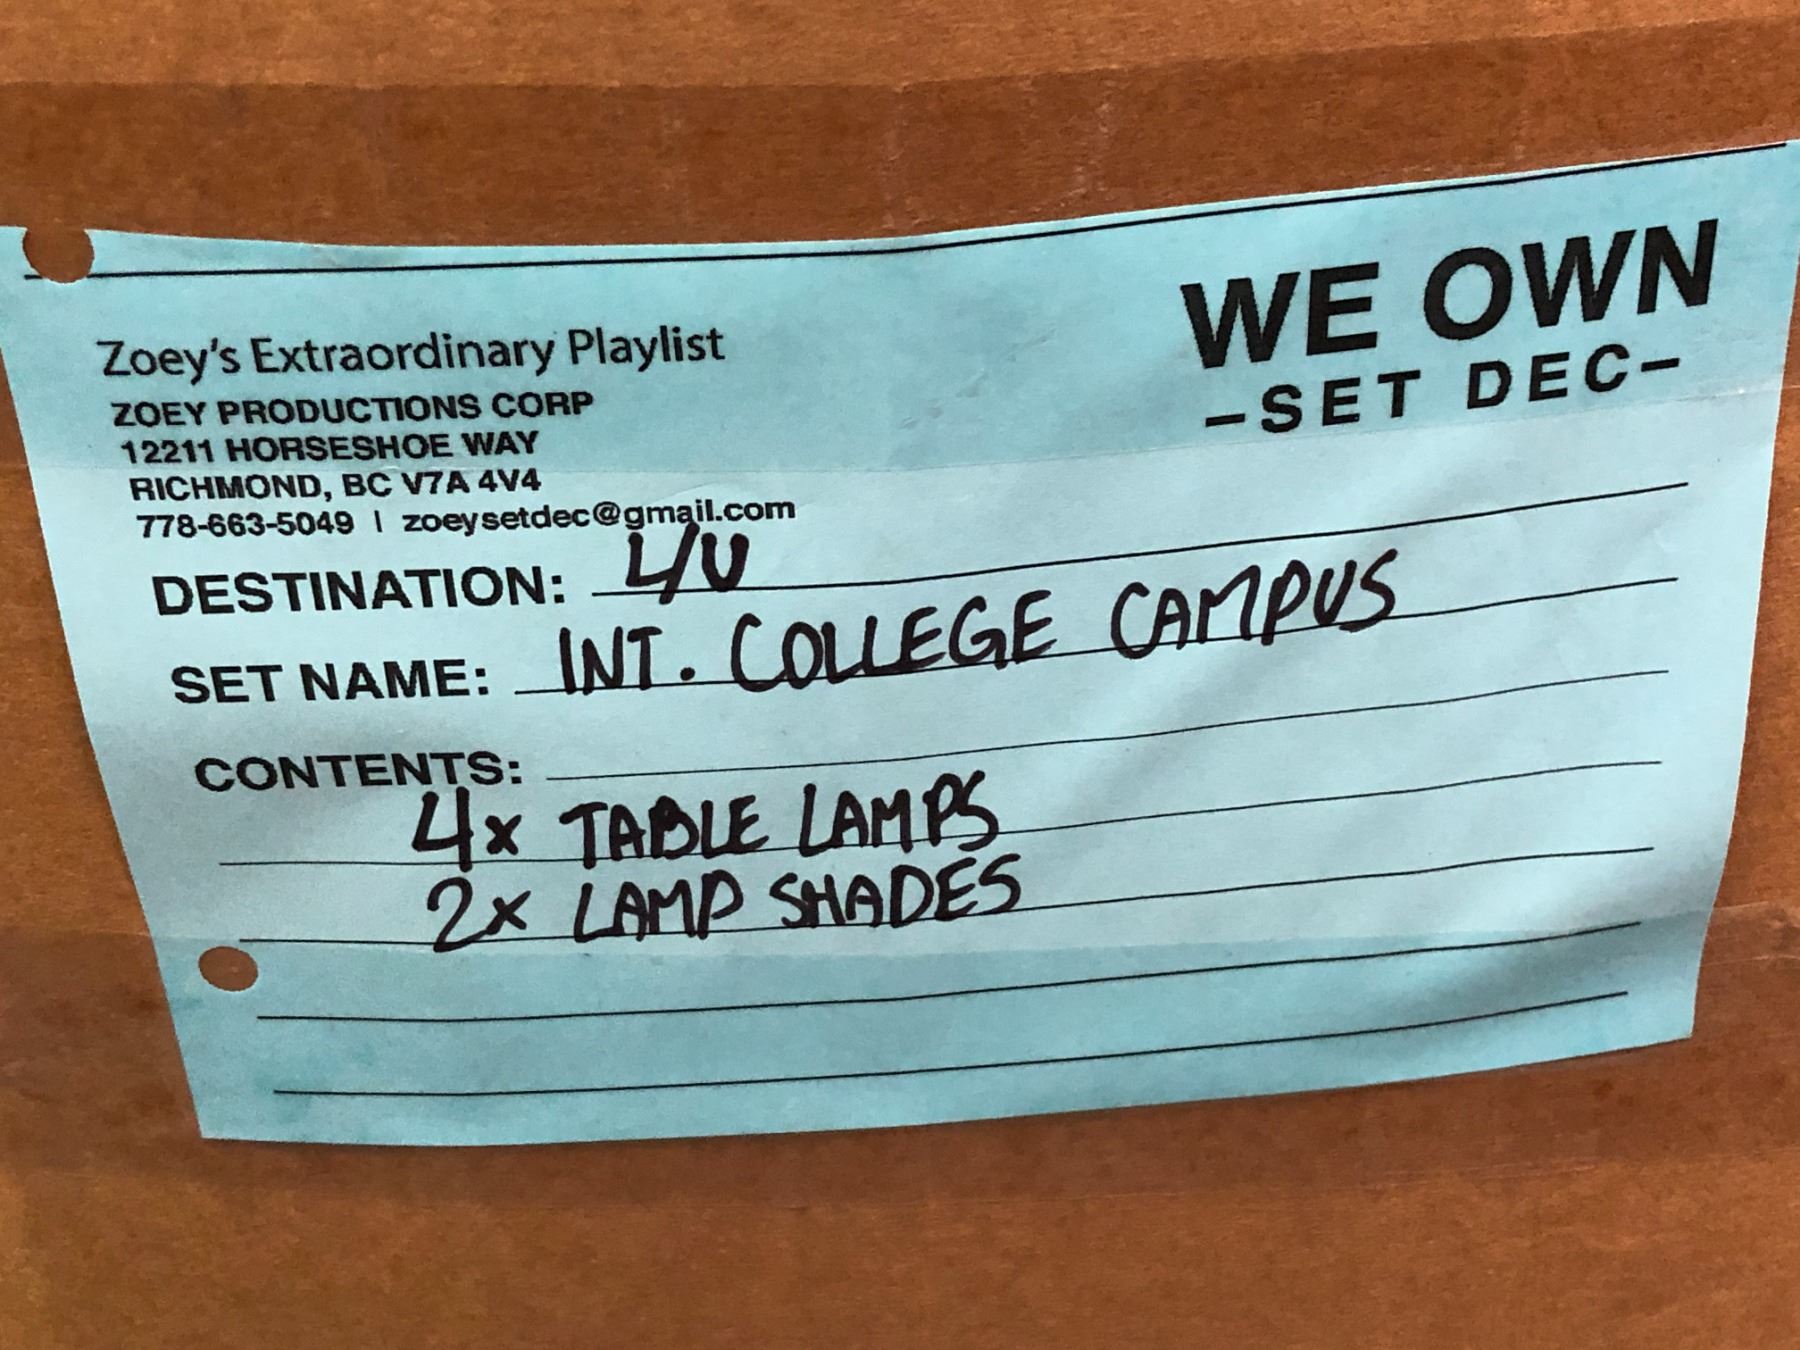 Zoey's Extraordinary Playlist
ZOEY PRODUCTIONS CORP
12211 HORSESHOE WAY
RICHMOND, BC V7A 4V4
778-663-5049 | zoeysetdec@gmail.com
WE OWN
-SET DEC-
DESTINATION: L/U
SET NAME: INT. COLLEGE CAMPUS
CONTENTS:
4x TABLE LAMPS
2x LAMP SHADES